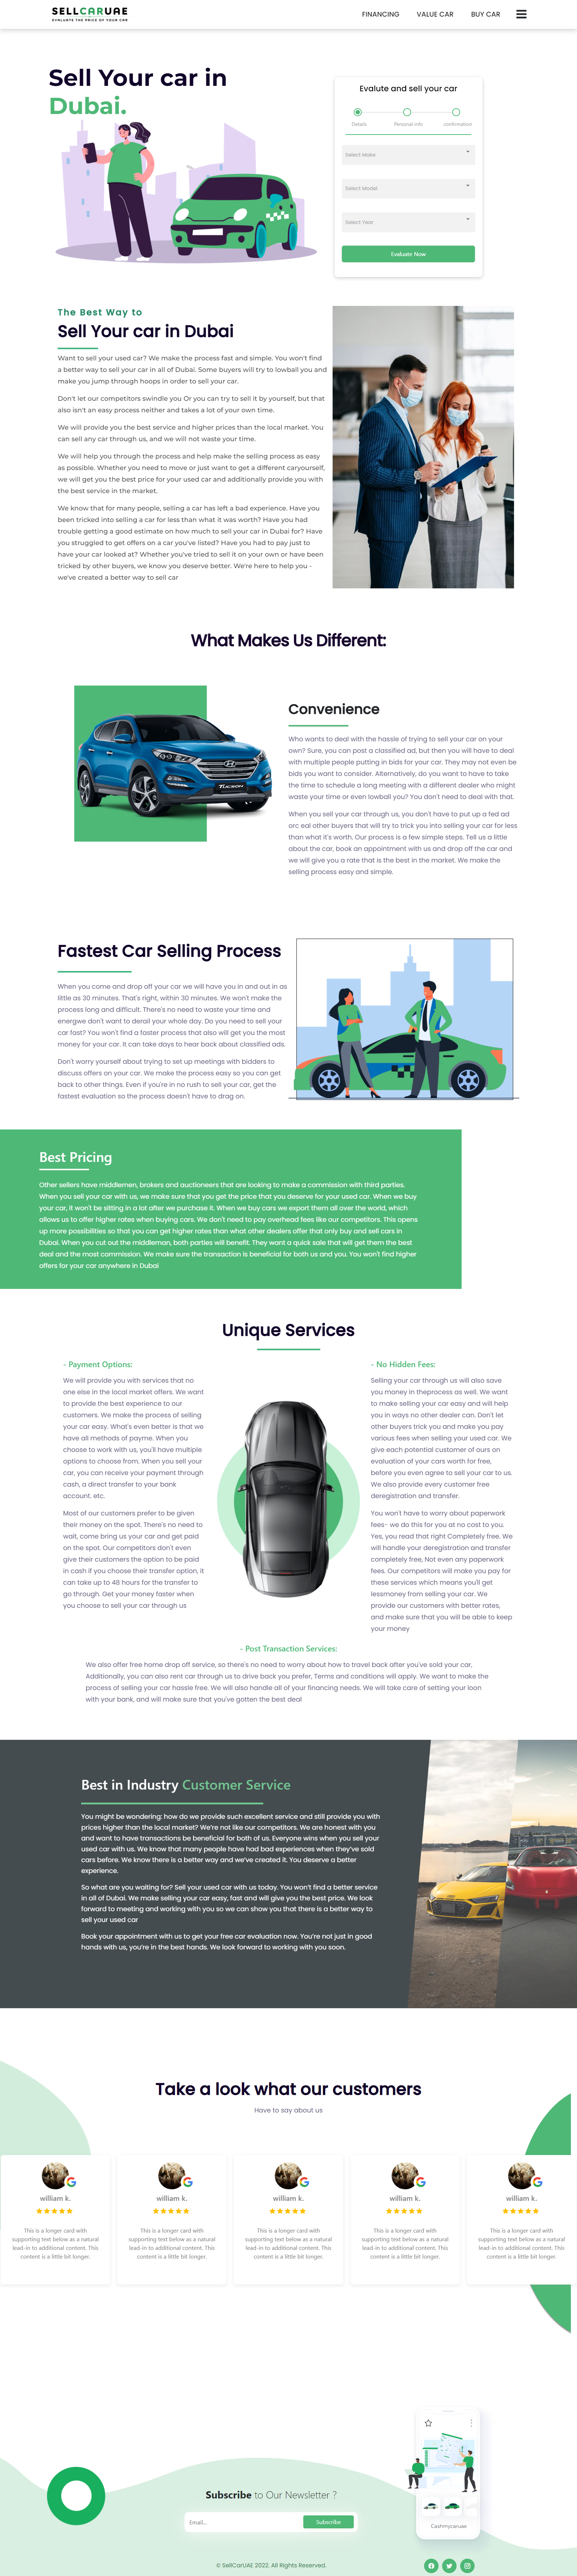 SELLCARUAE
EVALUATE THE PRICE OF YOUR CAR
FINANCING
VALUE CAR
BUY CAR
Sell Your car in
Dubai.
Evalute and sell your car
Details
Personal info
confirmation
Select Make
Select Model
Select Year
Evaluate Now
The Best Way to
Sell Your car in Dubai
Want to sell your used car? We make the process fast and simple. You won't find
a better way to sell your car in all of Dubai. Some buyers will try to lowball you and
make you jump through hoops in order to sell your car.
Don't let our competitors swindle you Or you can try to sell it by yourself, but that
also isn't an easy process neither and takes a lot of your own time.
We will provide you the best service and higher prices than the local market. You
can sell any car through us, and we will not waste your time.
We will help you through the process and help make the selling process as easy
as possible. Whether you need to move or just want to get a different caryourself,
we will get you the best price for your used car and additionally provide you with
the best service in the market.
We know that for many people, selling a car has left a bad experience. Have you
been tricked into selling a car for less than what it was worth? Have you had
trouble getting a good estimate on how much to sell your car in Dubai for? Have
you struggled to get offers on a car you've listed? Have you had to pay just to
have your car looked at? Whether you've tried to sell it on your own or have been
tricked by other buyers, we know you deserve better. We're here to help you -
we've created a better way to sell car
What Makes Us Different:
TUCSON
Convenience
Who wants to deal with the hassle of trying to sell your car on your
own? Sure, you can post a classified ad, but then you will have to deal
with multiple people putting in bids for your car. They may not even be
bids you want to consider. Alternatively, do you want to have to take
the time to schedule a long meeting with a different dealer who might
waste your time or even lowball you? You don't need to deal with that.
When you sell your car through us, you don't have to put up a fed ad
orc eal other buyers that will try to trick you into selling your car for less
than what it's worth. Our process is a few simple steps. Tell us a little
about the car, book an appointment with us and drop off the car and
we will give you a rate that is the best in the market. We make the
selling process easy and simple.
Fastest Car Selling Process
When you come and drop off your car we will have you in and out in as
little as 30 minutes. That's right, within 30 minutes. We won't make the
process long and difficult. There's no need to waste your time and
energwe don't want to derail your whole day. Do you need to sell your
car fast? You won't find a faster process that also will get you the most
money for your car. It can take days to hear back about classified ads.
Don't worry yourself about trying to set up meetings with bidders to
discuss offers on your car. We make the process easy so you can get
back to other things. Even if you're in no rush to sell your car, get the
fastest evaluation so the process doesn't have to drag on.
Best Pricing
Other sellers have middlemen, brokers and auctioneers that are looking to make a commission with third parties.
When you sell your car with us, we make sure that you get the price that you deserve for your used car. When we buy
your car, it won't be sitting in a lot after we purchase it. When we buy cars we export them all over the world, which
allows us to offer higher rates when buying cars. We don't need to pay overhead fees like our competitors. This opens
up more possibilities so that you can get higher rates than what other dealers offer that only buy and sell cars in
Dubai. When you cut out the middleman, both parties will benefit. They want a quick sale that will get them the best
deal and the most commission. We make sure the transaction is beneficial for both us and you. You won't find higher
offers for your car anywhere in Dubai
Unique Services
- Payment Options:
We will provide you with services that no
one else in the local market offers. We want
to provide the best experience to our
customers. We make the process of selling
your car easy. What's even better is that we
have all methods of payme. When you
choose to work with us, you'll have multiple
options to choose from. When you sell your
car, you can receive your payment through
cash, a direct transfer to your bank
account. etc.
Most of our customers prefer to be given
their money on the spot. There's no need to
wait, come bring us your car and get paid
on the spot. Our competitors don't even
give their customers the option to be paid
in cash if you choose their transfer option, it
can take up to 48 hours for the transfer to
go through. Get your money faster when
you choose to sell your car through us
- No Hidden Fees:
Selling your car through us will also save
you money in theprocess as well. We want
to make selling your car easy and will help
you in ways no other dealer can. Don't let
other buyers trick you and make you pay
various fees when selling your used car. We
give each potential customer of ours on
evaluation of your cars worth for free,
before you even agree to sell your car to us.
We also provide every customer free
deregistration and transfer.
You won't have to worry about paperwork
fees- we do this for you at no cost to you.
Yes, you read that right Completely free. We
will handle your deregistration and transfer
completely free, Not even any paperwork
fees. Our competitors will make you pay for
these services which means you'll get
lessmoney from selling your car. We
provide our customers with better rates,
and make sure that you will be able to keep
your money
- Post Transaction Services:
We also offer free home drop off service, so there's no need to worry about how to travel back after you've sold your car,
Additionally, you can also rent car through us to drive back you prefer, Terms and conditions will apply. We want to make the
process of selling your car hassle free. We will also handle all of your financing needs. We will take care of setting your loan
with your bank, and will make sure that you've gotten the best deal
Best in Industry Customer Service
You might be wondering: how do we provide such excellent service and still provide you with
prices higher than the local market? We're not like our competitors. We are honest with you
and want to have transactions be beneficial for both of us. Everyone wins when you sell your
used car with us. We know that many people have had bad experiences when they've sold
cars before. We know there is a better way and we've created it. You deserve a better
experience.
So what are you waiting for? Sell your used car with us today. You won't find a better service
in all of Dubai. We make selling your car easy, fast and will give you the best price. We look
forward to meeting and working with you so we can show you that there is a better way to
sell your used car
Book your appointment with us to get your free car evaluation now. You're not just in good
hands with us, you're in the best hands. We look forward to working with you soon.
Take a look what our customers
Have to say about us
william k.
This is a longer card with
supporting text below as a natural
lead-in to additional content. This
content is a little bit longer.
william k.
This is a longer card with
supporting text below as a natural
lead-in to additional content. This
content is a little bit longer.
william k.
This is a longer card with
supporting text below as a natural
lead-in to additional content. This
content is a little bit longer.
william k.
This is a longer card with
supporting text below as a natural
lead-in to additional content. This
content is a little bit longer.
william k.
This is a longer card with
supporting text below as a natural
lead-in to additional content. This
content is a little bit longer.
Subscribe to Our Newsletter ?
Email...
Subscribe
Cashmycaruae
© SellCarUAE 2022. All Rights Reserved.